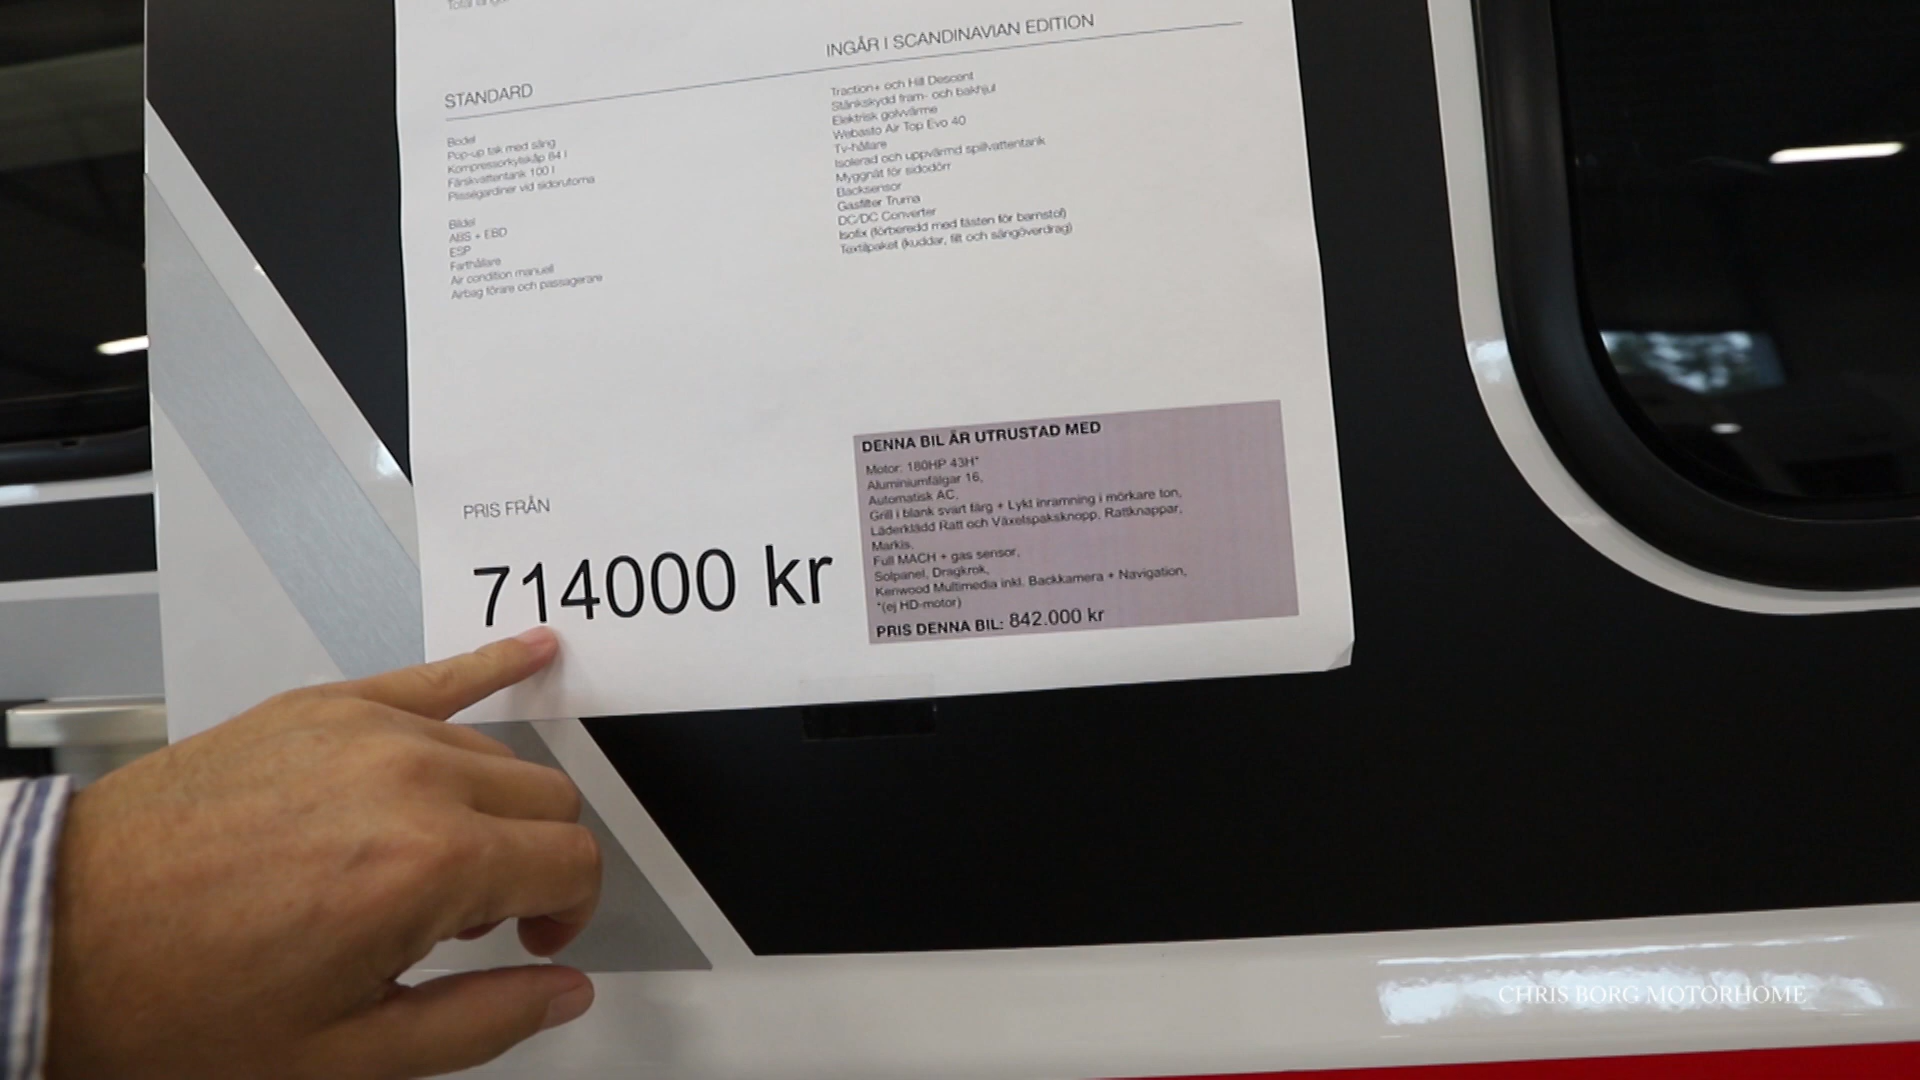 INGÅR I SCANDINAVIAN EDITION
Traction+ och Hill Descent
Stänkskydd fram- och bakhjul
Elektrisk golvvärme
Webasto Air Top Evo 40
Tv-hållare
Isolerad och uppvärmd spillvattentank
Myggnät för sidodörr
Backsensor
Gasfilter Truma
DC/DC Converter
Isofix (förberedd med fästen för barnstol)
Textilpaket (kuddar, filt och sängöverdrag)
STANDARD
Bodel
Pop-up tak med säng
Kompressorkylskåp 84 l
Färskvattentank 100 l
Plisségardiner vid sidorutorna
Bildel
ABS + EBD
ESP
Farthållare
Air condition manuell
Airbag förare och passagerare
PRIS FRÅN
714000 kr
DENNA BIL ÄR UTRUSTAD MED
Motor: 180HP 43H*
Aluminiumfälgar 16,
Automatisk AC,
Grill i blank svart färg + Lykt inramning i mörkare ton,
Läderklädd Ratt och Växelspaksknopp, Rattknappar,
Markis,
Full MACH + gas sensor,
Solpanel, Dragkrok,
Kenwood Multimedia inkl. Backkamera + Navigation,
*(ej HD-motor)
PRIS DENNA BIL: 842.000 kr
CHRIS BORG MOTORHOME